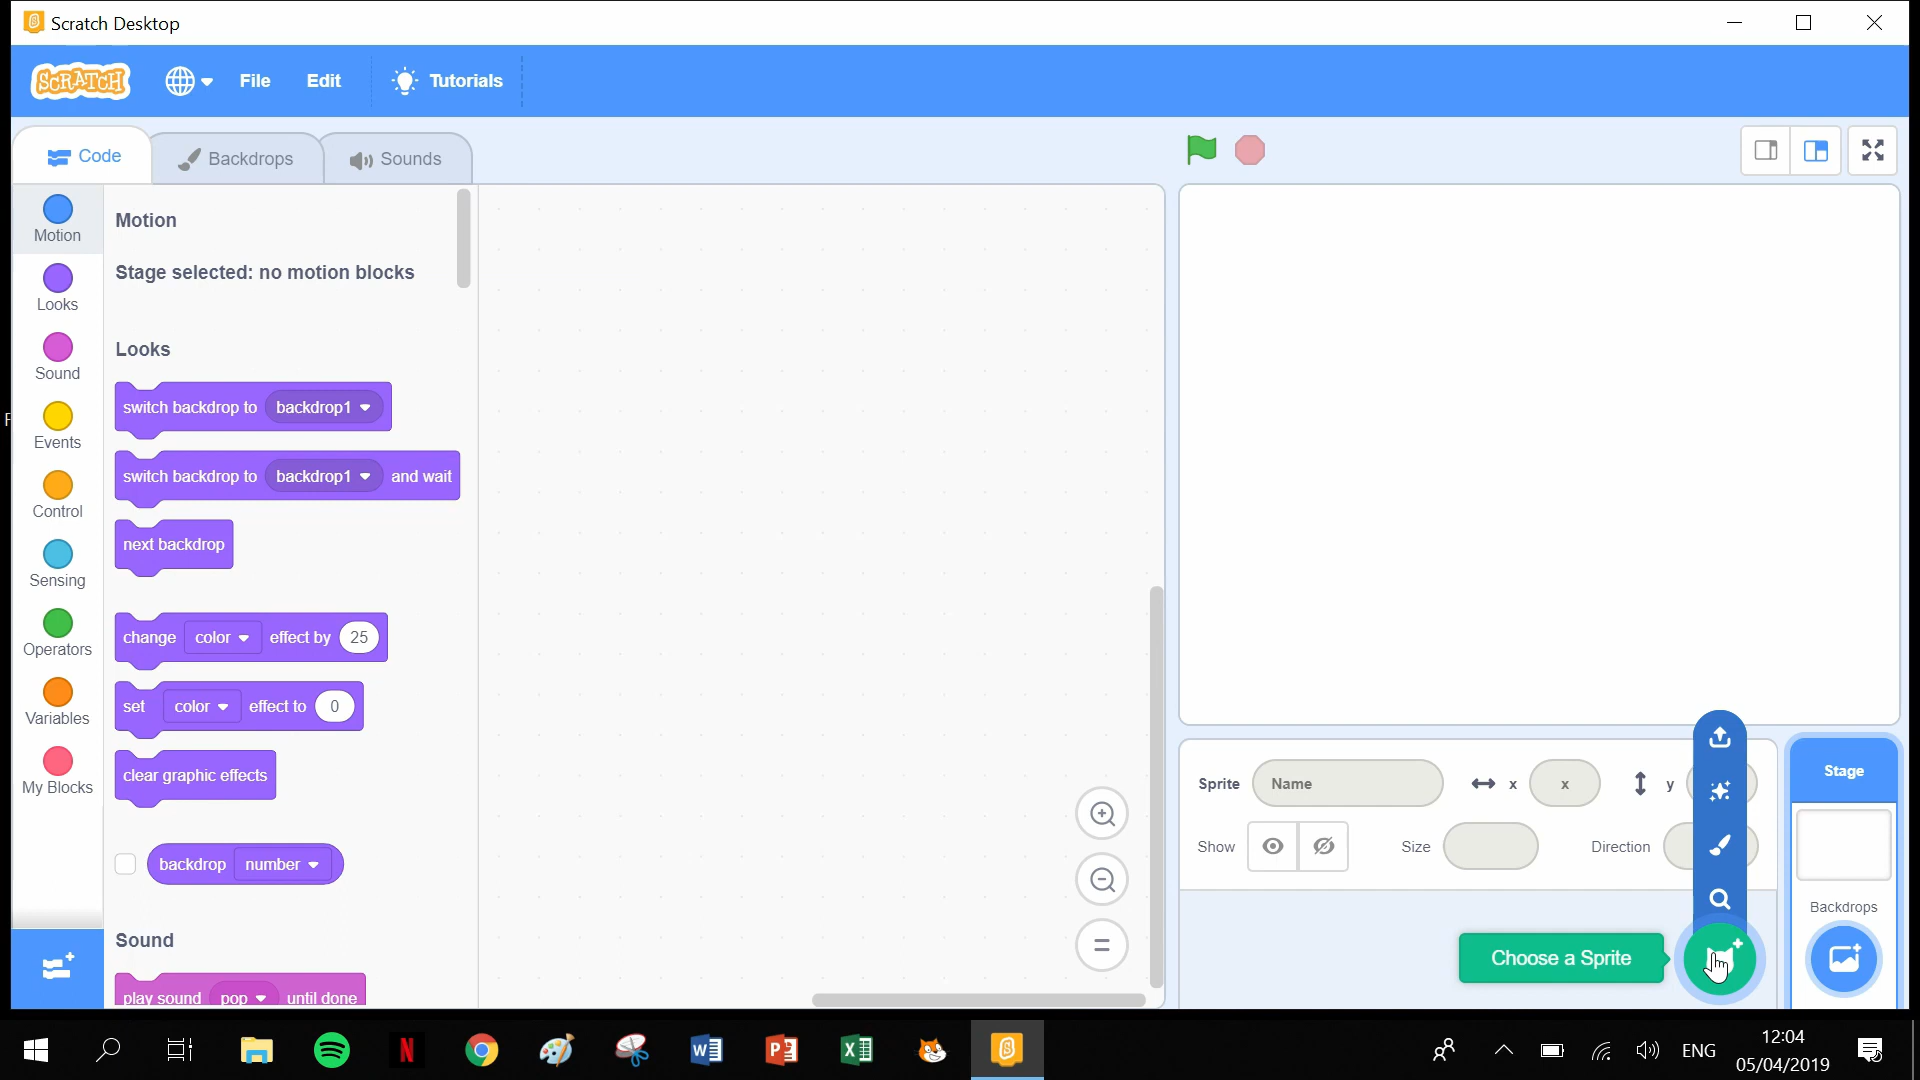 Scratch Desktop
SCRATCH
File
Edit
Tutorials
Code
Backdrops
Sounds
Motion
Looks
Sound
Events
Control
Sensing
Operators
Variables
My Blocks
Motion
Stage selected: no motion blocks
Looks
switch backdrop to backdrop1
switch backdrop to backdrop1 and wait
next backdrop
change color effect by 25
set color effect to 0
clear graphic effects
backdrop number
Sound
play sound pop until done
Sprite Name x x y
Show Size Direction
Choose a Sprite
Stage
Backdrops
ENG
12:04
05/04/2019